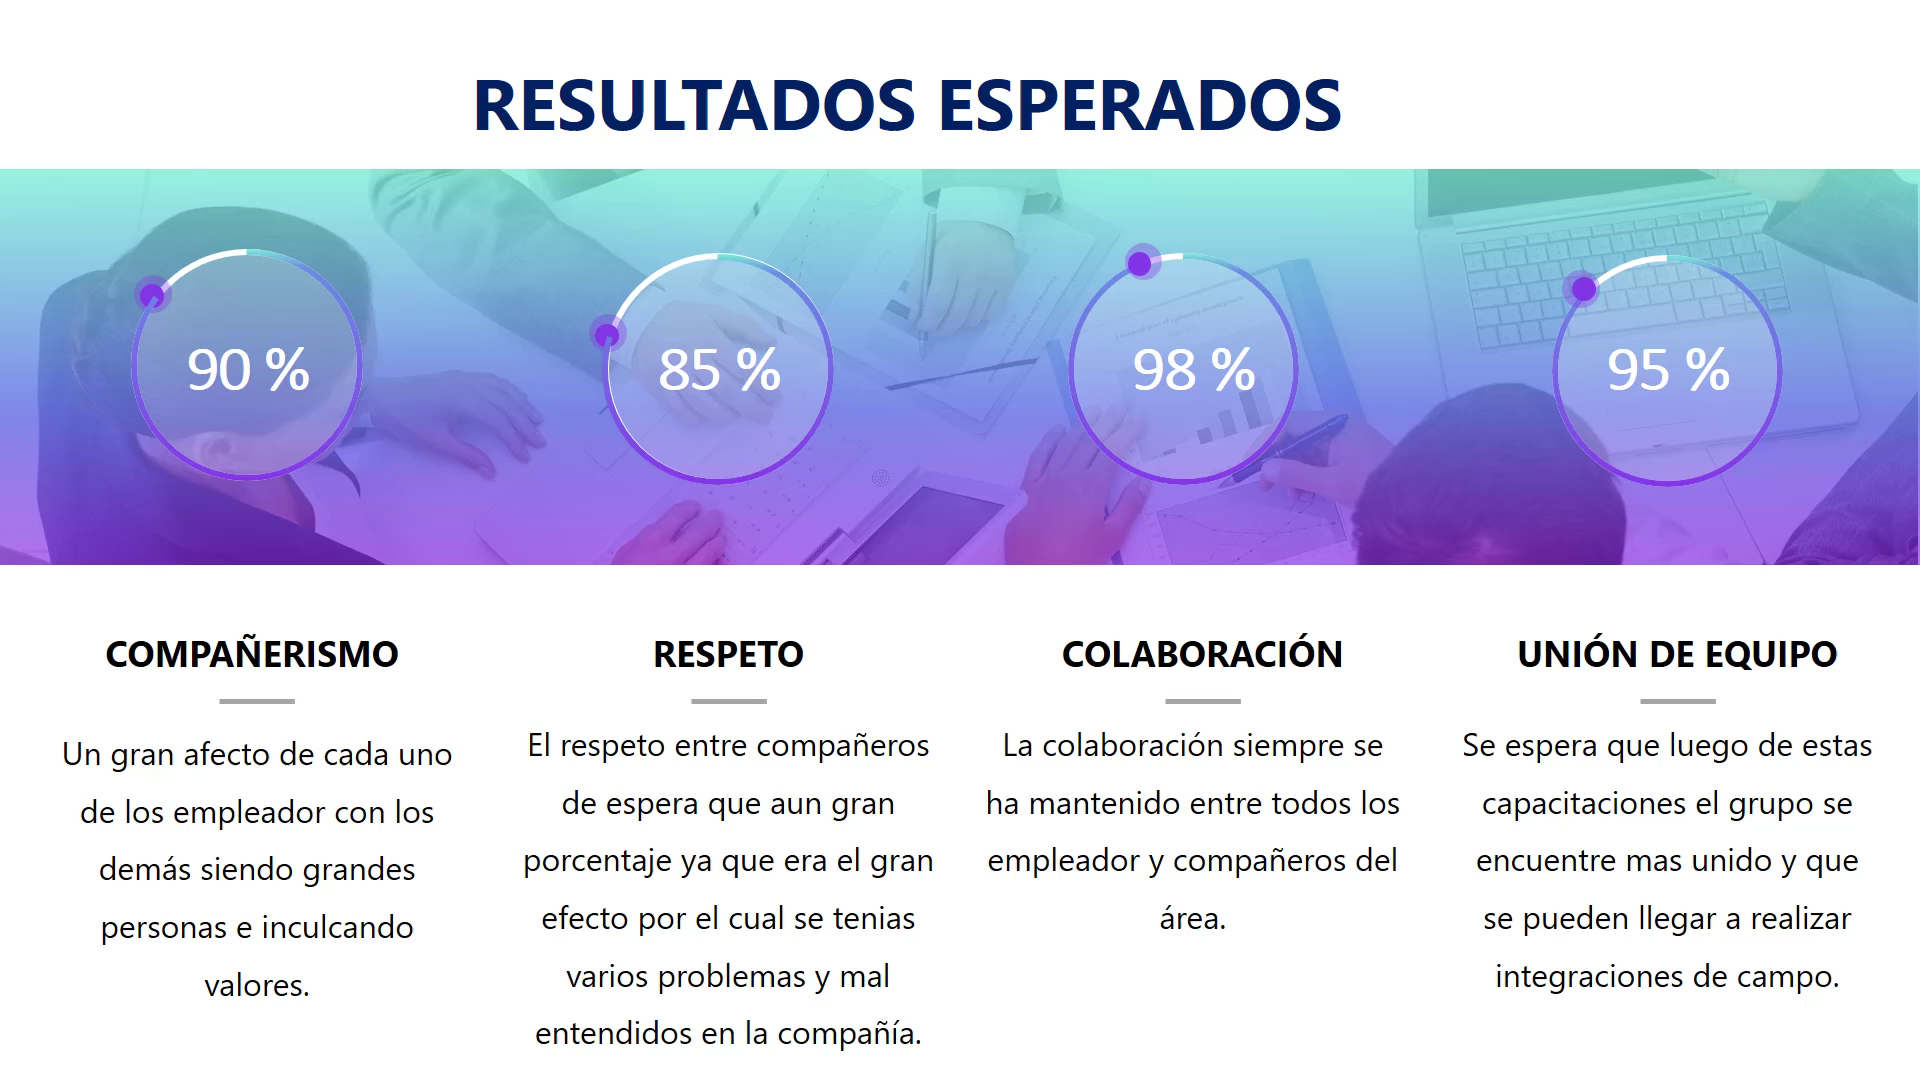 RESULTADOS ESPERADOS
90 %
85 %
98 %
95 %
COMPAÑERISMO
Un gran afecto de cada uno
de los empleador con los
demás siendo grandes
personas e inculcando
valores.
RESPETO
El respeto entre compañeros
de espera que aun gran
porcentaje ya que era el gran
efecto por el cual se tenias
varios problemas y mal
entendidos en la compañía.
COLABORACIÓN
La colaboración siempre se
ha mantenido entre todos los
empleador y compañeros del
área.
UNIÓN DE EQUIPO
Se espera que luego de estas
capacitaciones el grupo se
encuentre mas unido y que
se pueden llegar a realizar
integraciones de campo.